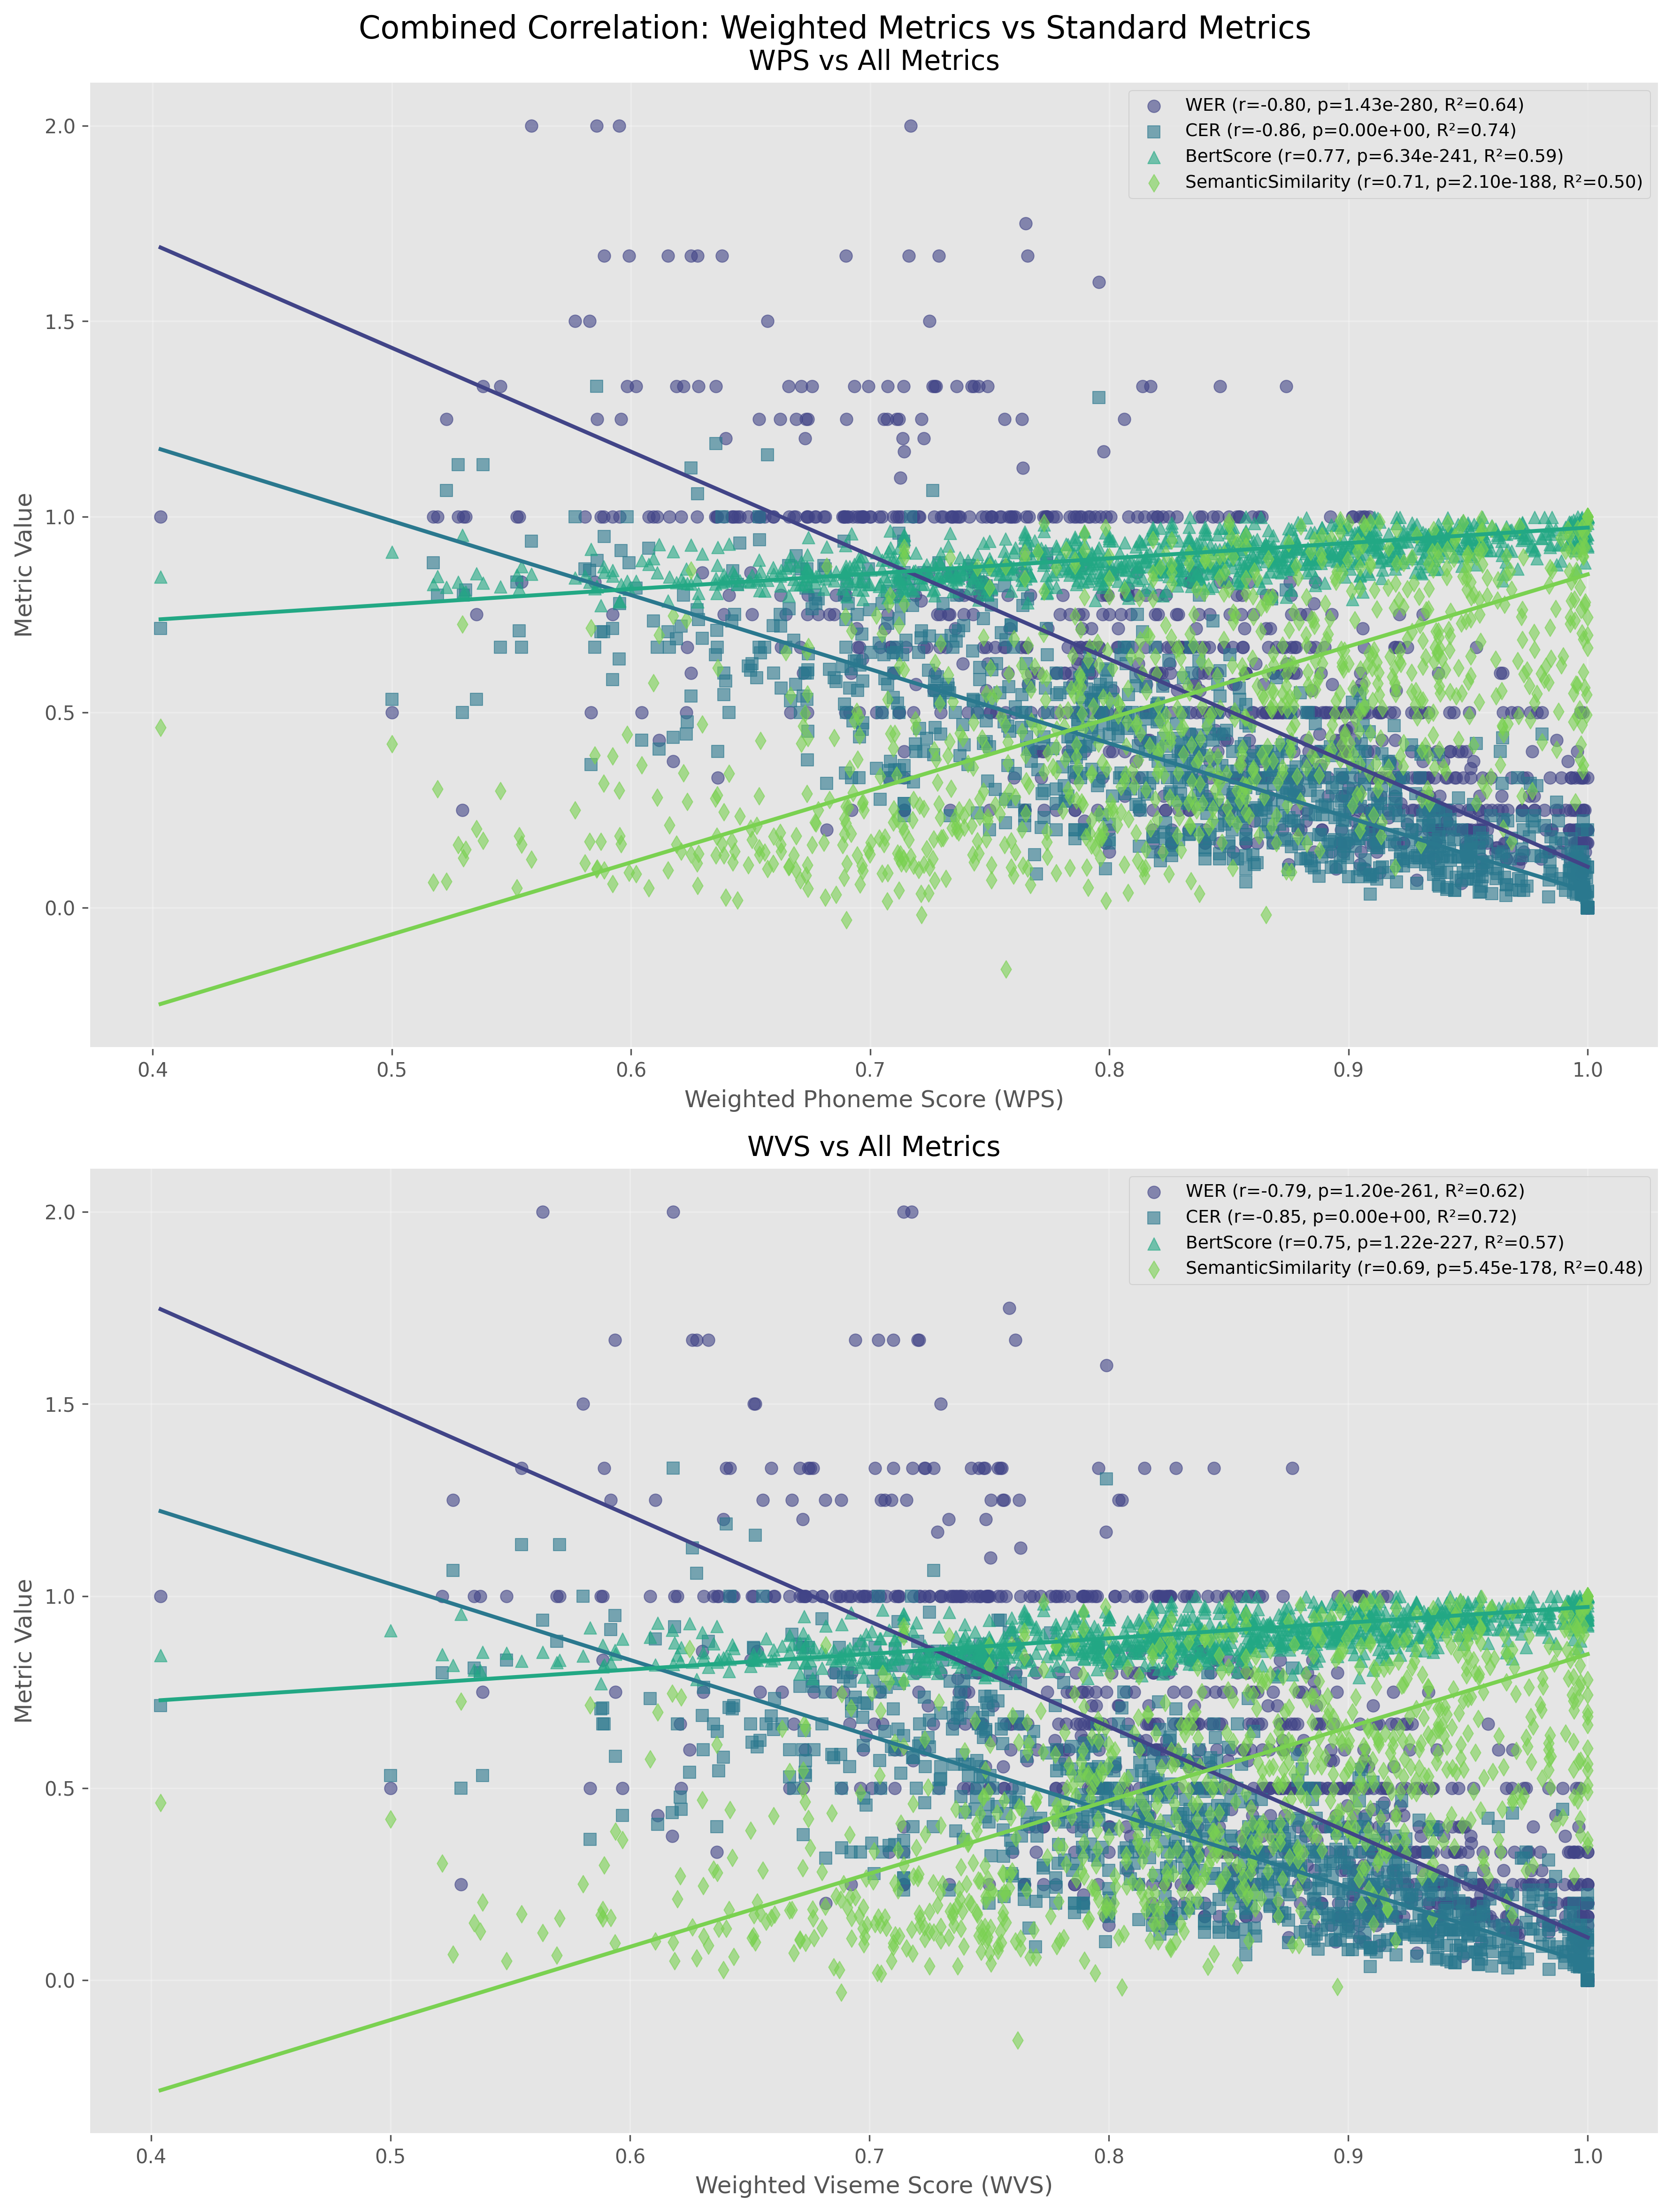 Combined Correlation: Weighted Metrics vs Standard Metrics
WPS vs All Metrics
WER (r=-0.80, p=1.43e-280, R²=0.64)
CER (r=-0.86, p=0.00e+00, R²=0.74)
BertScore (r=0.77, p=6.34e-241, R²=0.59)
SemanticSimilarity (r=0.71, p=2.10e-188, R²=0.50)
2.0
1.5
1.0
0.5
0.0
Metric Value
0.4 0.5 0.6 0.7 0.8 0.9 1.0
Weighted Phoneme Score (WPS)
WVS vs All Metrics
WER (r=-0.79, p=1.20e-261, R²=0.62)
CER (r=-0.85, p=0.00e+00, R²=0.72)
BertScore (r=0.75, p=1.22e-227, R²=0.57)
SemanticSimilarity (r=0.69, p=5.45e-178, R²=0.48)
2.0
1.5
1.0
0.5
0.0
Metric Value
0.4 0.5 0.6 0.7 0.8 0.9 1.0
Weighted Viseme Score (WVS)